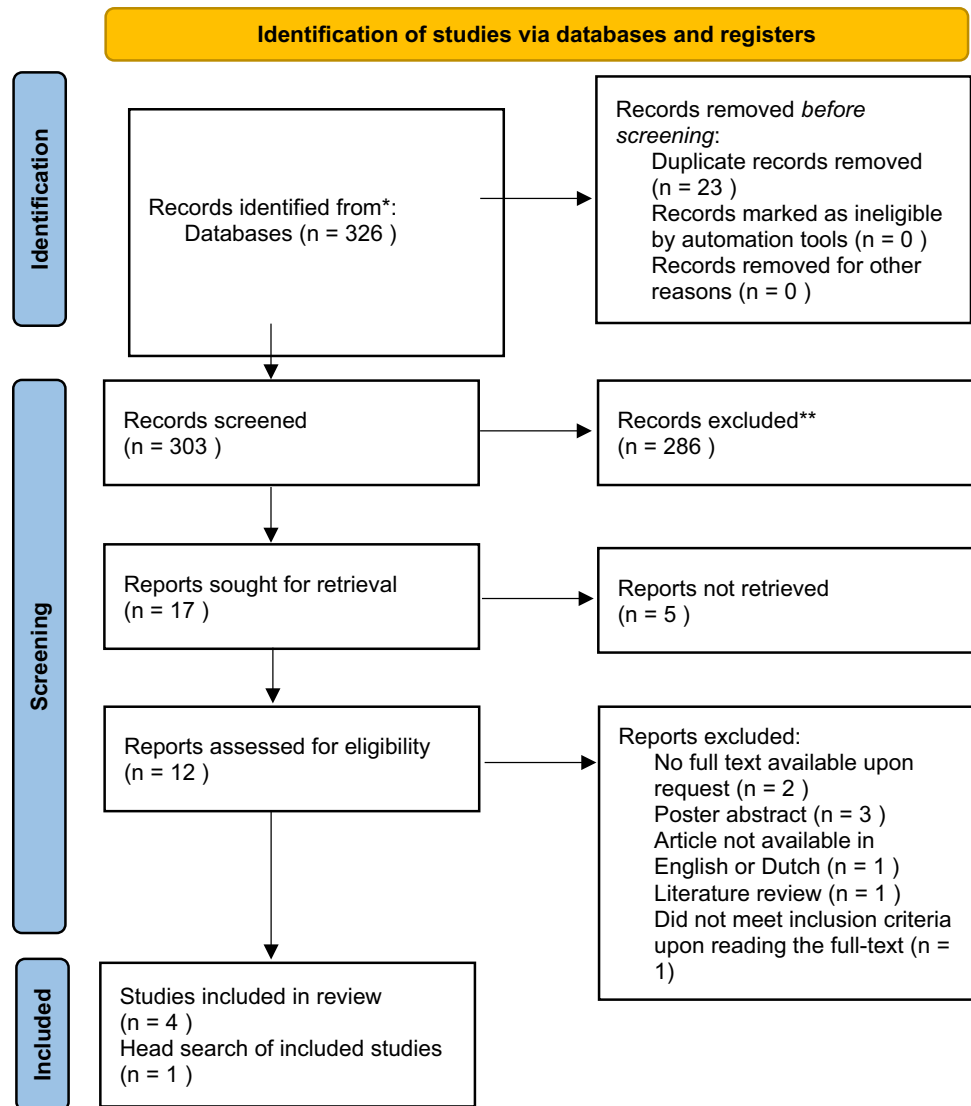 Identification of studies via databases and registers
Identification
Records identified from*:
Databases (n = 326 )
Records removed before
screening:
Duplicate records removed
(n = 23 )
Records marked as ineligible
by automation tools (n = 0 )
Records removed for other
reasons (n = 0 )
Screening
Records screened
(n = 303 )
Records excluded**
(n = 286 )
Reports sought for retrieval
(n = 17 )
Reports not retrieved
(n = 5 )
Reports assessed for eligibility
(n = 12 )
Reports excluded:
No full text available upon
request (n = 2 )
Poster abstract (n = 3 )
Article not available in
English or Dutch (n = 1 )
Literature review (n = 1 )
Did not meet inclusion criteria
upon reading the full-text (n =
1)
Included
Studies included in review
(n = 4 )
Head search of included studies
(n = 1 )